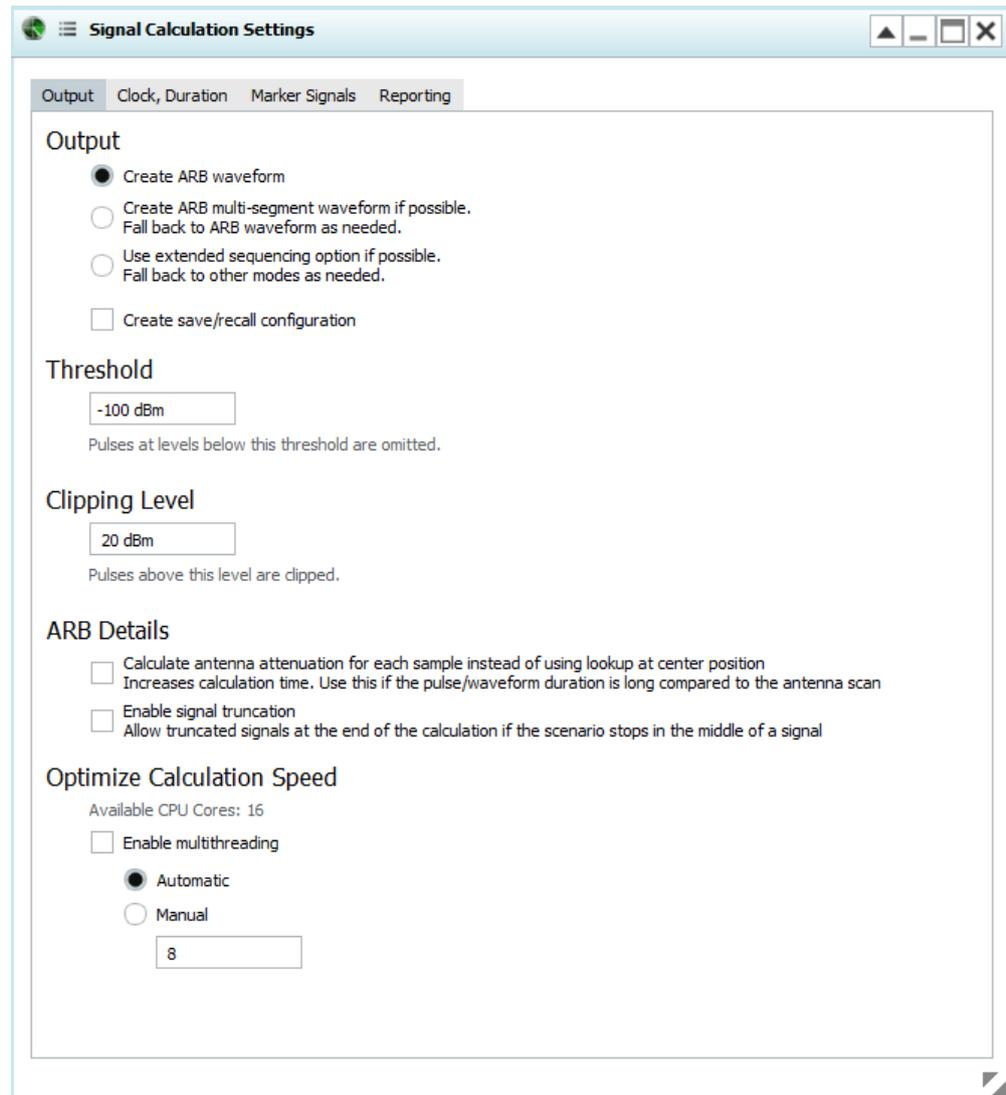 Signal Calculation Settings
Output Clock, Duration Marker Signals Reporting
Output
Create ARB waveform
Create ARB multi-segment waveform if possible.
Fall back to ARB waveform as needed.
Use extended sequencing option if possible.
Fall back to other modes as needed.
Create save/recall configuration
Threshold
-100 dBm
Pulses at levels below this threshold are omitted.
Clipping Level
20 dBm
Pulses above this level are clipped.
ARB Details
Calculate antenna attenuation for each sample instead of using lookup at center position
Increases calculation time. Use this if the pulse/waveform duration is long compared to the antenna scan
Enable signal truncation
Allow truncated signals at the end of the calculation if the scenario stops in the middle of a signal
Optimize Calculation Speed
Available CPU Cores: 16
Enable multithreading
Automatic
Manual
8